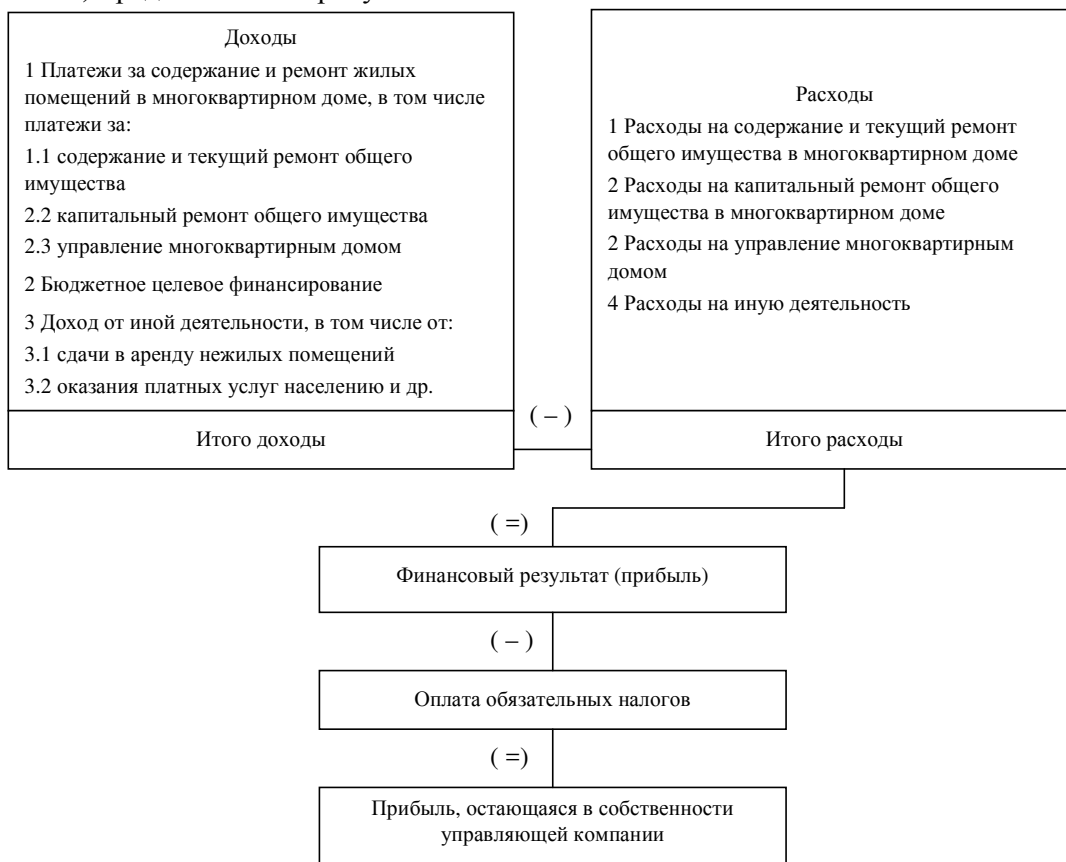 Доходы
1 Платежи за содержание и ремонт жилых
помещений в многоквартирном доме, в том числе
платежи за:
1.1 содержание и текущий ремонт общего
имущества
2.2 капитальный ремонт общего имущества
2.3 управление многоквартирным домом
2 Бюджетное целевое финансирование
3 Доход от иной деятельности, в том числе от:
3.1 сдачи в аренду нежилых помещений
3.2 оказания платных услуг населению и др.
Итого доходы
( – )
Расходы
1 Расходы на содержание и текущий ремонт
общего имущества в многоквартирном доме
2 Расходы на капитальный ремонт общего
имущества в многоквартирном доме
2 Расходы на управление многоквартирным
домом
4 Расходы на иную деятельность
Итого расходы
( =)
Финансовый результат (прибыль)
( – )
Оплата обязательных налогов
( =)
Прибыль, остающаяся в собственности
управляющей компании